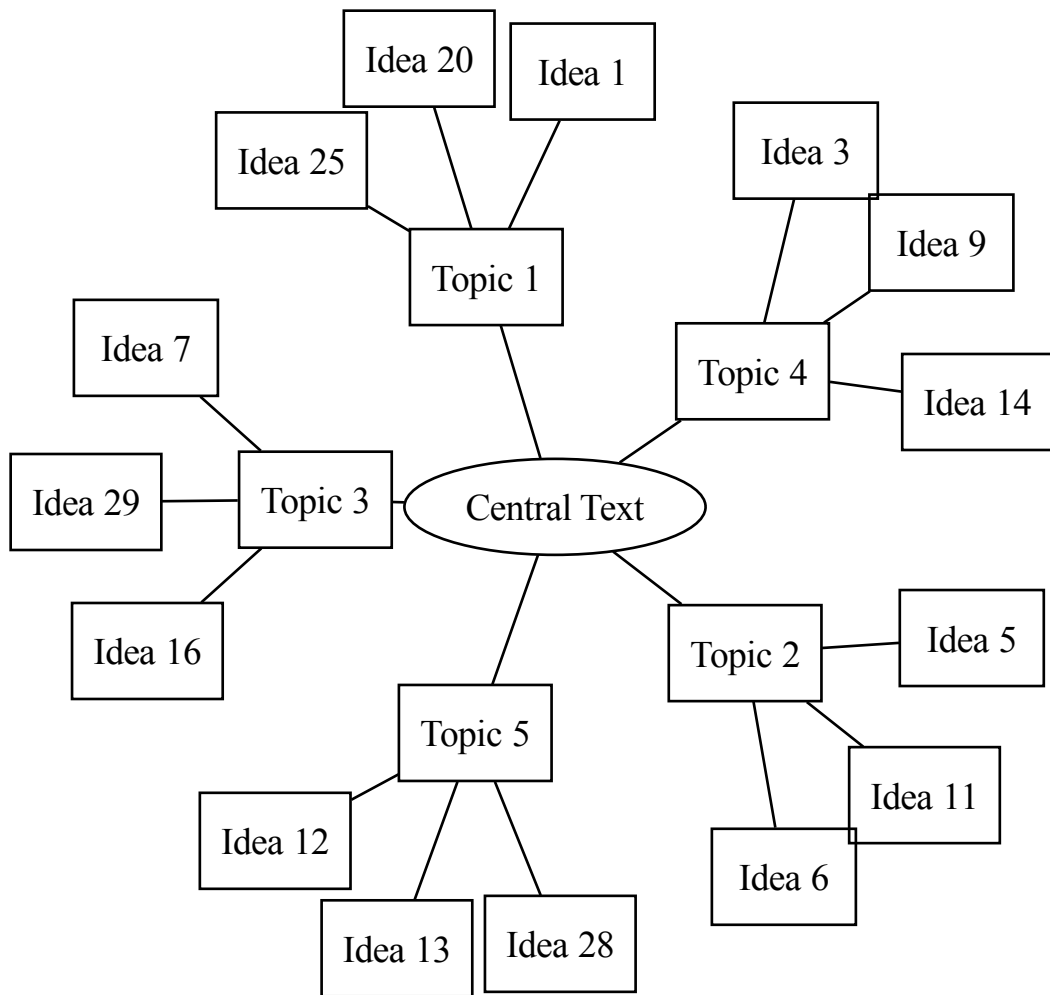 Idea 20
Idea 1
Idea 25
Idea 3
Idea 9
Topic 1
Idea 7
Topic 4
Idea 14
Idea 29
Topic 3
Central Text
Idea 16
Topic 2
Idea 5
Topic 5
Idea 12
Idea 11
Idea 6
Idea 13
Idea 28